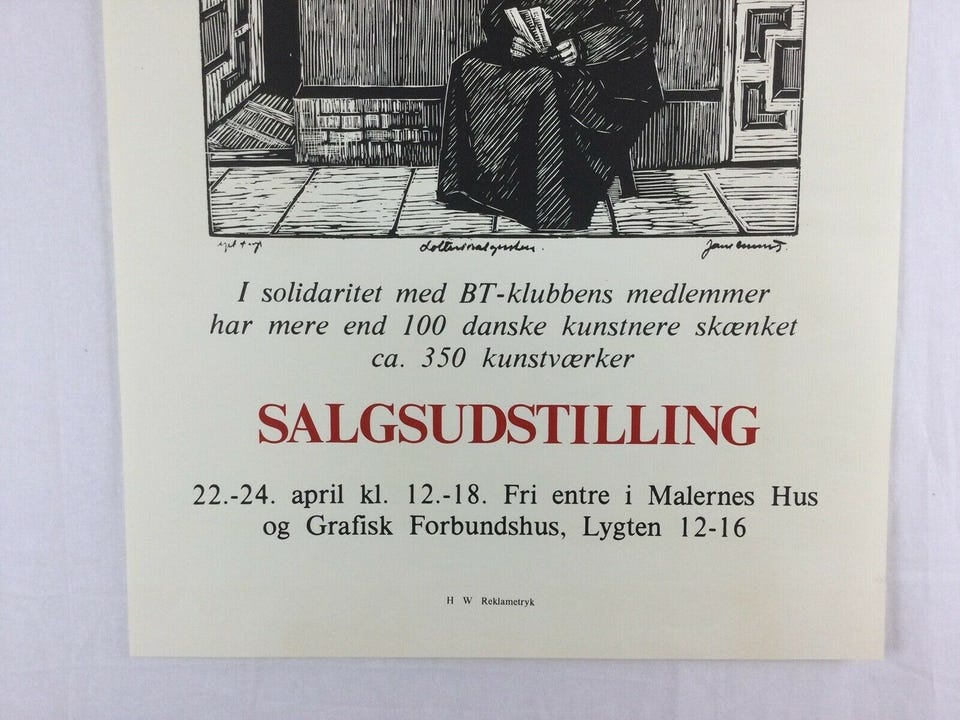 I solidaritet med BT-klubbens medlemmer
har mere end 100 danske kunstnere skænket
ca. 350 kunstværker
SALGSUDSTILLING
22.-24. april kl. 12.-18. Fri entre i Malernes Hus
og Grafisk Forbundshus, Lygten 12-16
H W Reklametryk